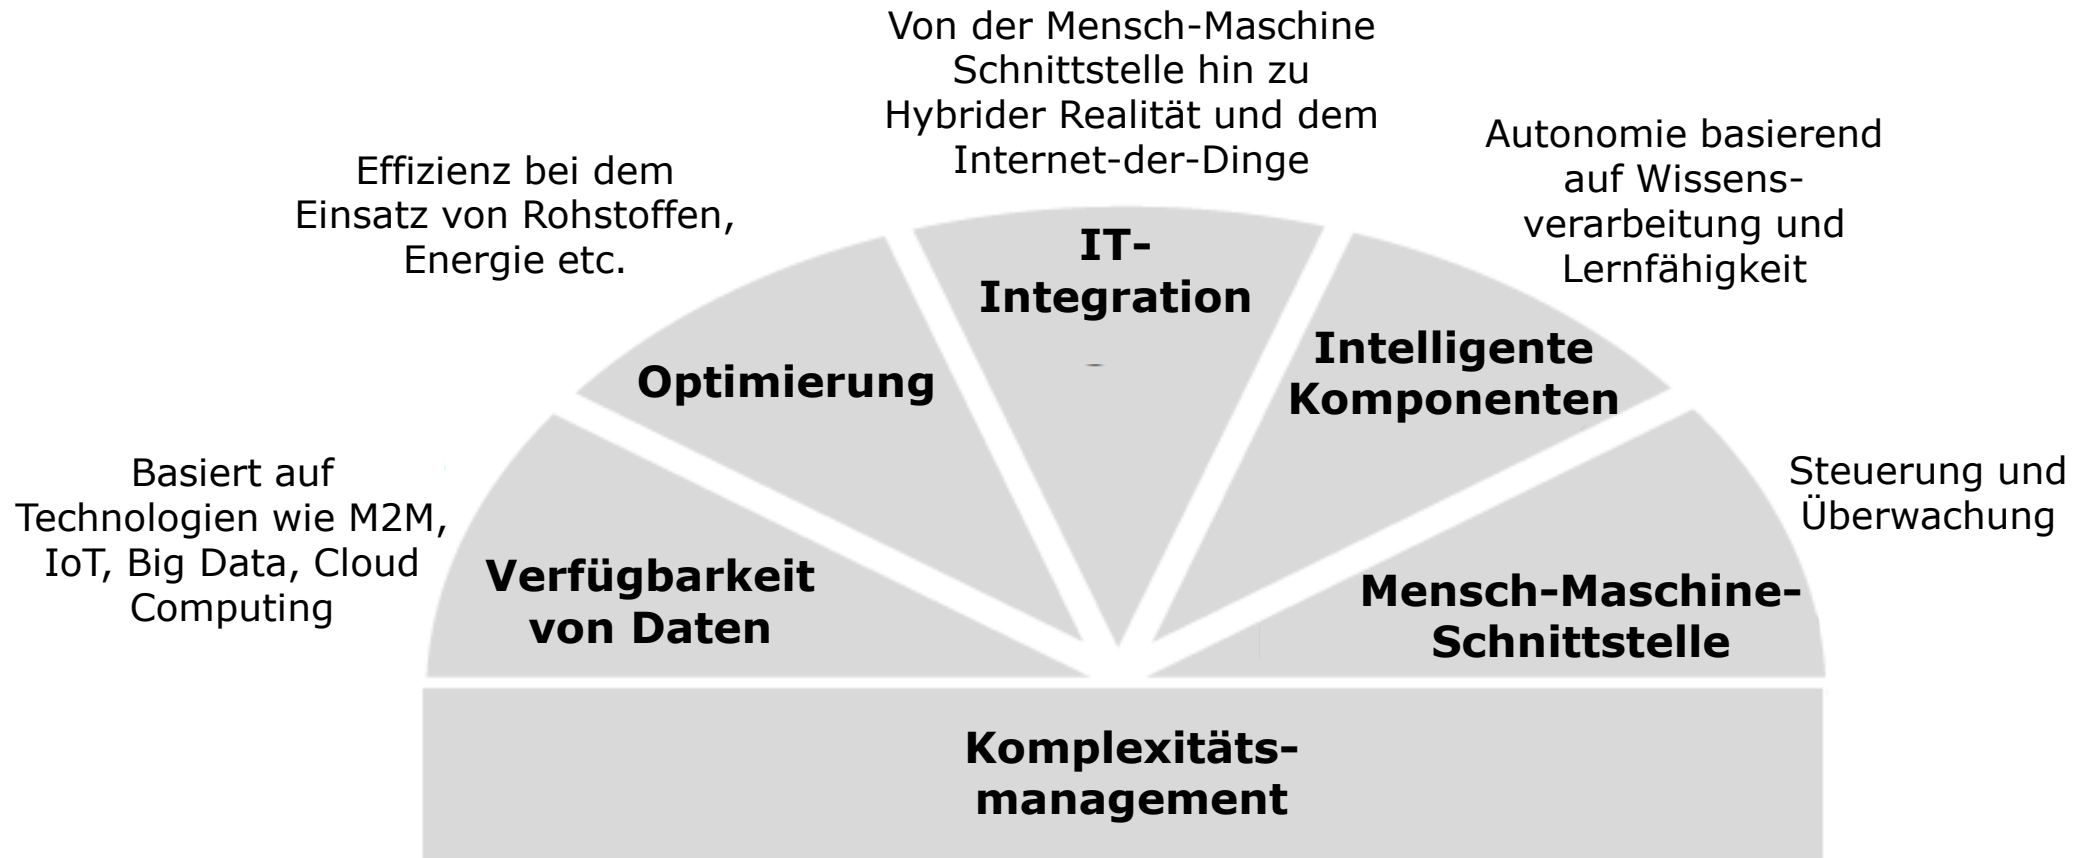 Von der Mensch-Maschine
Schnittstelle hin zu
Hybrider Realität und dem
Internet-der-Dinge
Effizienz bei dem
Einsatz von Rohstoffen,
Energie etc.
Autonomie basierend
auf Wissens-
verarbeitung und
Lernfähigkeit
IT-
Integration
Optimierung
Intelligente
Komponenten
Basiert auf
Technologien wie M2M,
IoT, Big Data, Cloud
Computing
Verfügbarkeit
von Daten
Steuerung und
Überwachung
Mensch-Maschine-
Schnittstelle
Komplexitäts-
management